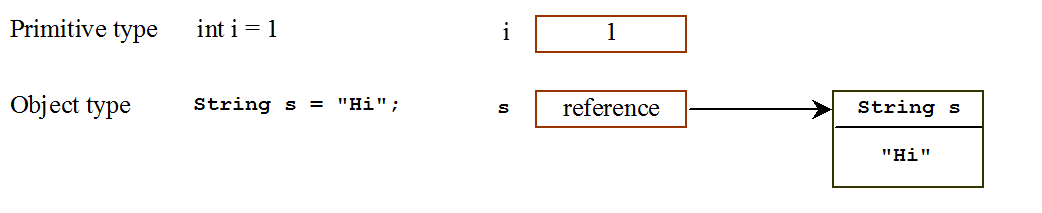 Primitive type int i = 1 i 1
Object type String s = "Hi"; s reference String s
"Hi"